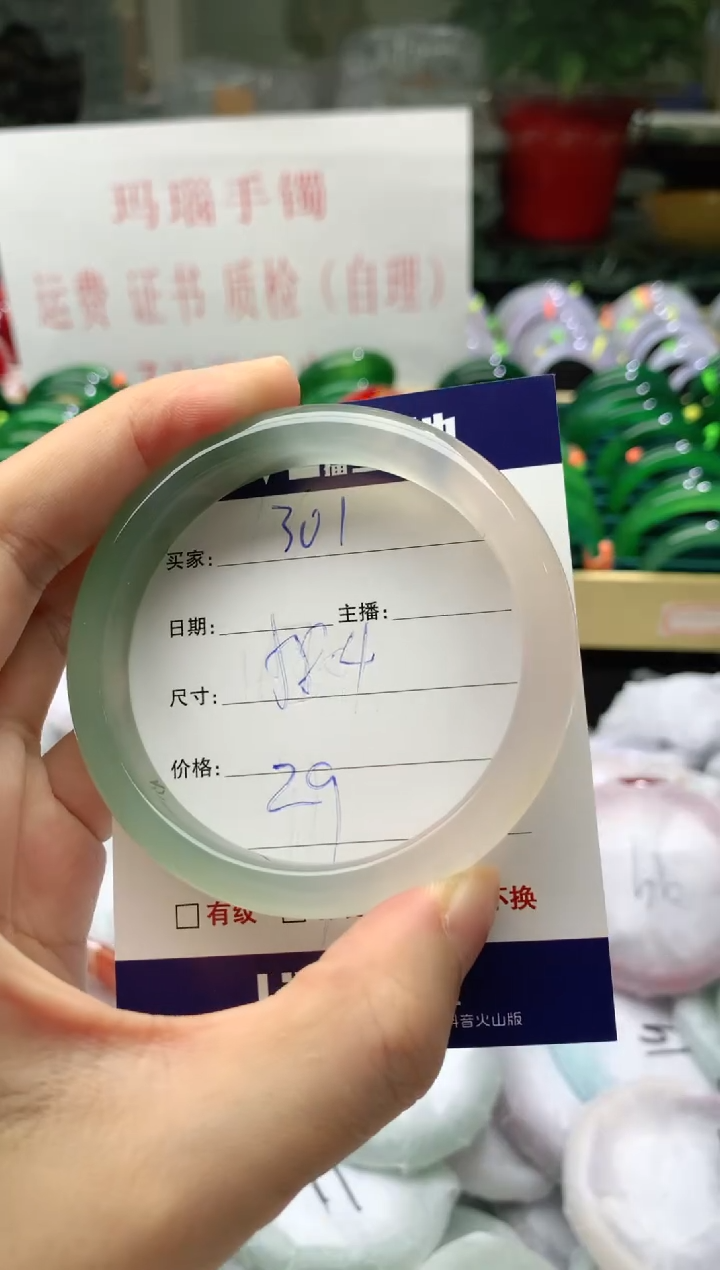 玛瑙手镯
运费 证书 质检（自理）
播
买家: 301
日期: 主播:
尺寸:
价格: 29
有纹
不换
抖音火山版